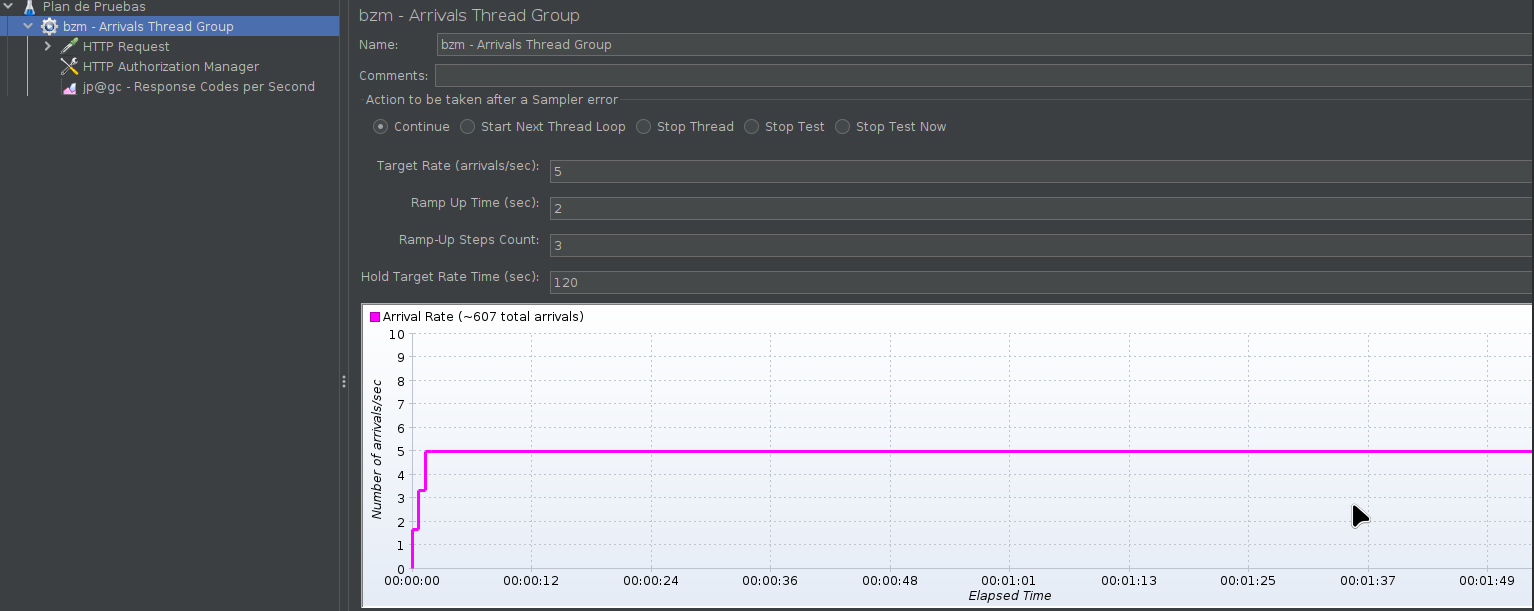 Plan de Pruebas
bzm - Arrivals Thread Group
HTTP Request
HTTP Authorization Manager
jp@gc - Response Codes per Second
bzm - Arrivals Thread Group
Name: bzm - Arrivals Thread Group
Comments:
Action to be taken after a Sampler error
Continue Start Next Thread Loop Stop Thread Stop Test Stop Test Now
Target Rate (arrivals/sec): 5
Ramp Up Time (sec): 2
Ramp-Up Steps Count: 3
Hold Target Rate Time (sec): 120
Arrival Rate (~607 total arrivals)
10
9
8
7
6
5
4
3
2
1
0
Number of arrivals/sec
00:00:00 00:00:12 00:00:24 00:00:36 00:00:48 00:01:01 00:01:13 00:01:25 00:01:37 00:01:49
Elapsed Time